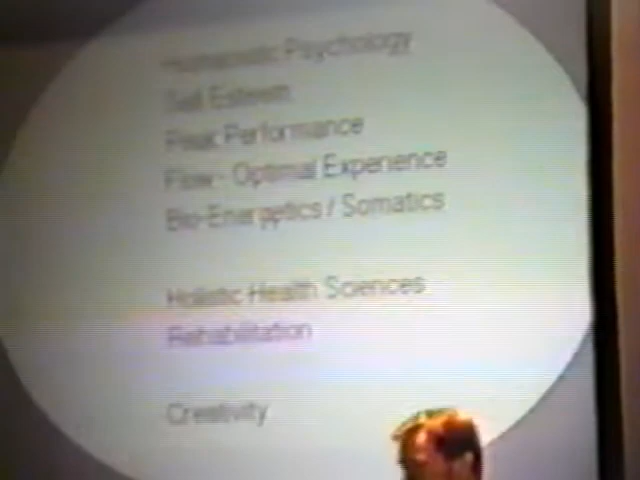 Humanistic Psychology
Self Esteem
Peak Performance
Flow - Optimal Experience
Bio-Energetics / Somatics
Holistic Health Sciences
Rehabilitation
Creativity